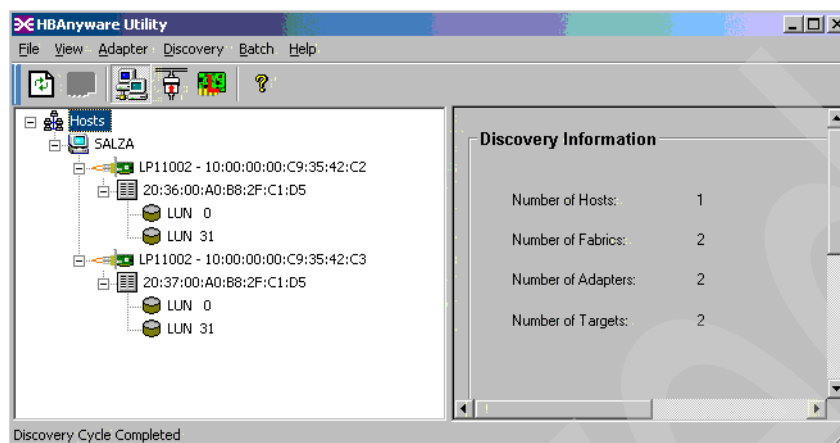 HBAnyware Utility
File View Adapter Discovery Batch Help
Hosts
SALZA
LP11002 - 10:00:00:00:C9:35:42:C2
20:36:00:A0:B8:2F:C1:D5
LUN 0
LUN 31
LP11002 - 10:00:00:00:C9:35:42:C3
20:37:00:A0:B8:2F:C1:D5
LUN 0
LUN 31
Discovery Information
Number of Hosts: 1
Number of Fabrics: 2
Number of Adapters: 2
Number of Targets: 2
Discovery Cycle Completed